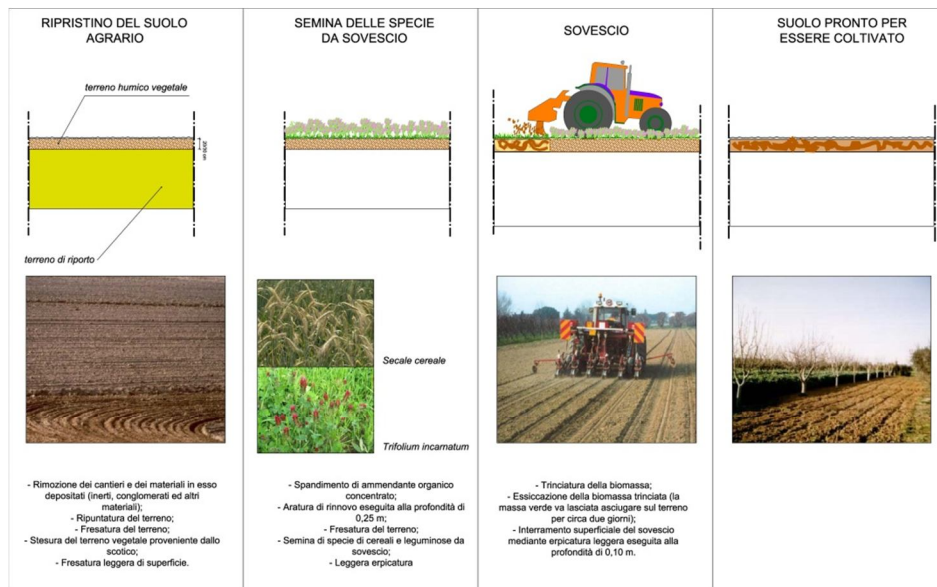 RIPRISTINO DEL SUOLO
AGRARIO
terreno humico vegetale
terreno di riporto
- Rimozione dei cantieri e dei materiali in esso
depositati (inerti, conglomerati ed altri
materiali);
- Ripuntatura del terreno;
- Fresatura del terreno;
- Stesura del terreno vegetale proveniente dallo
scotico;
- Fresatura leggera di superficie.
SEMINA DELLE SPECIE
DA SOVESCIO
Secale cereale
Trifolium incarnatum
- Spandimento di ammendante organico
concentrato;
- Aratura di rinnovo eseguita alla profondità di
0,25 m;
- Fresatura del terreno;
- Semina di specie di cereali e leguminose da
sovescio;
- Leggera erpicatura
SOVESCIO
- Trinciatura della biomassa;
- Essiccazione della biomassa trinciata (la
massa verde va lasciata asciugare sul terreno
per circa due giorni);
- Interramento superficiale del sovescio
mediante erpicatura leggera eseguita alla
profondità di 0,10 m.
SUOLO PRONTO PER
ESSERE COLTIVATO